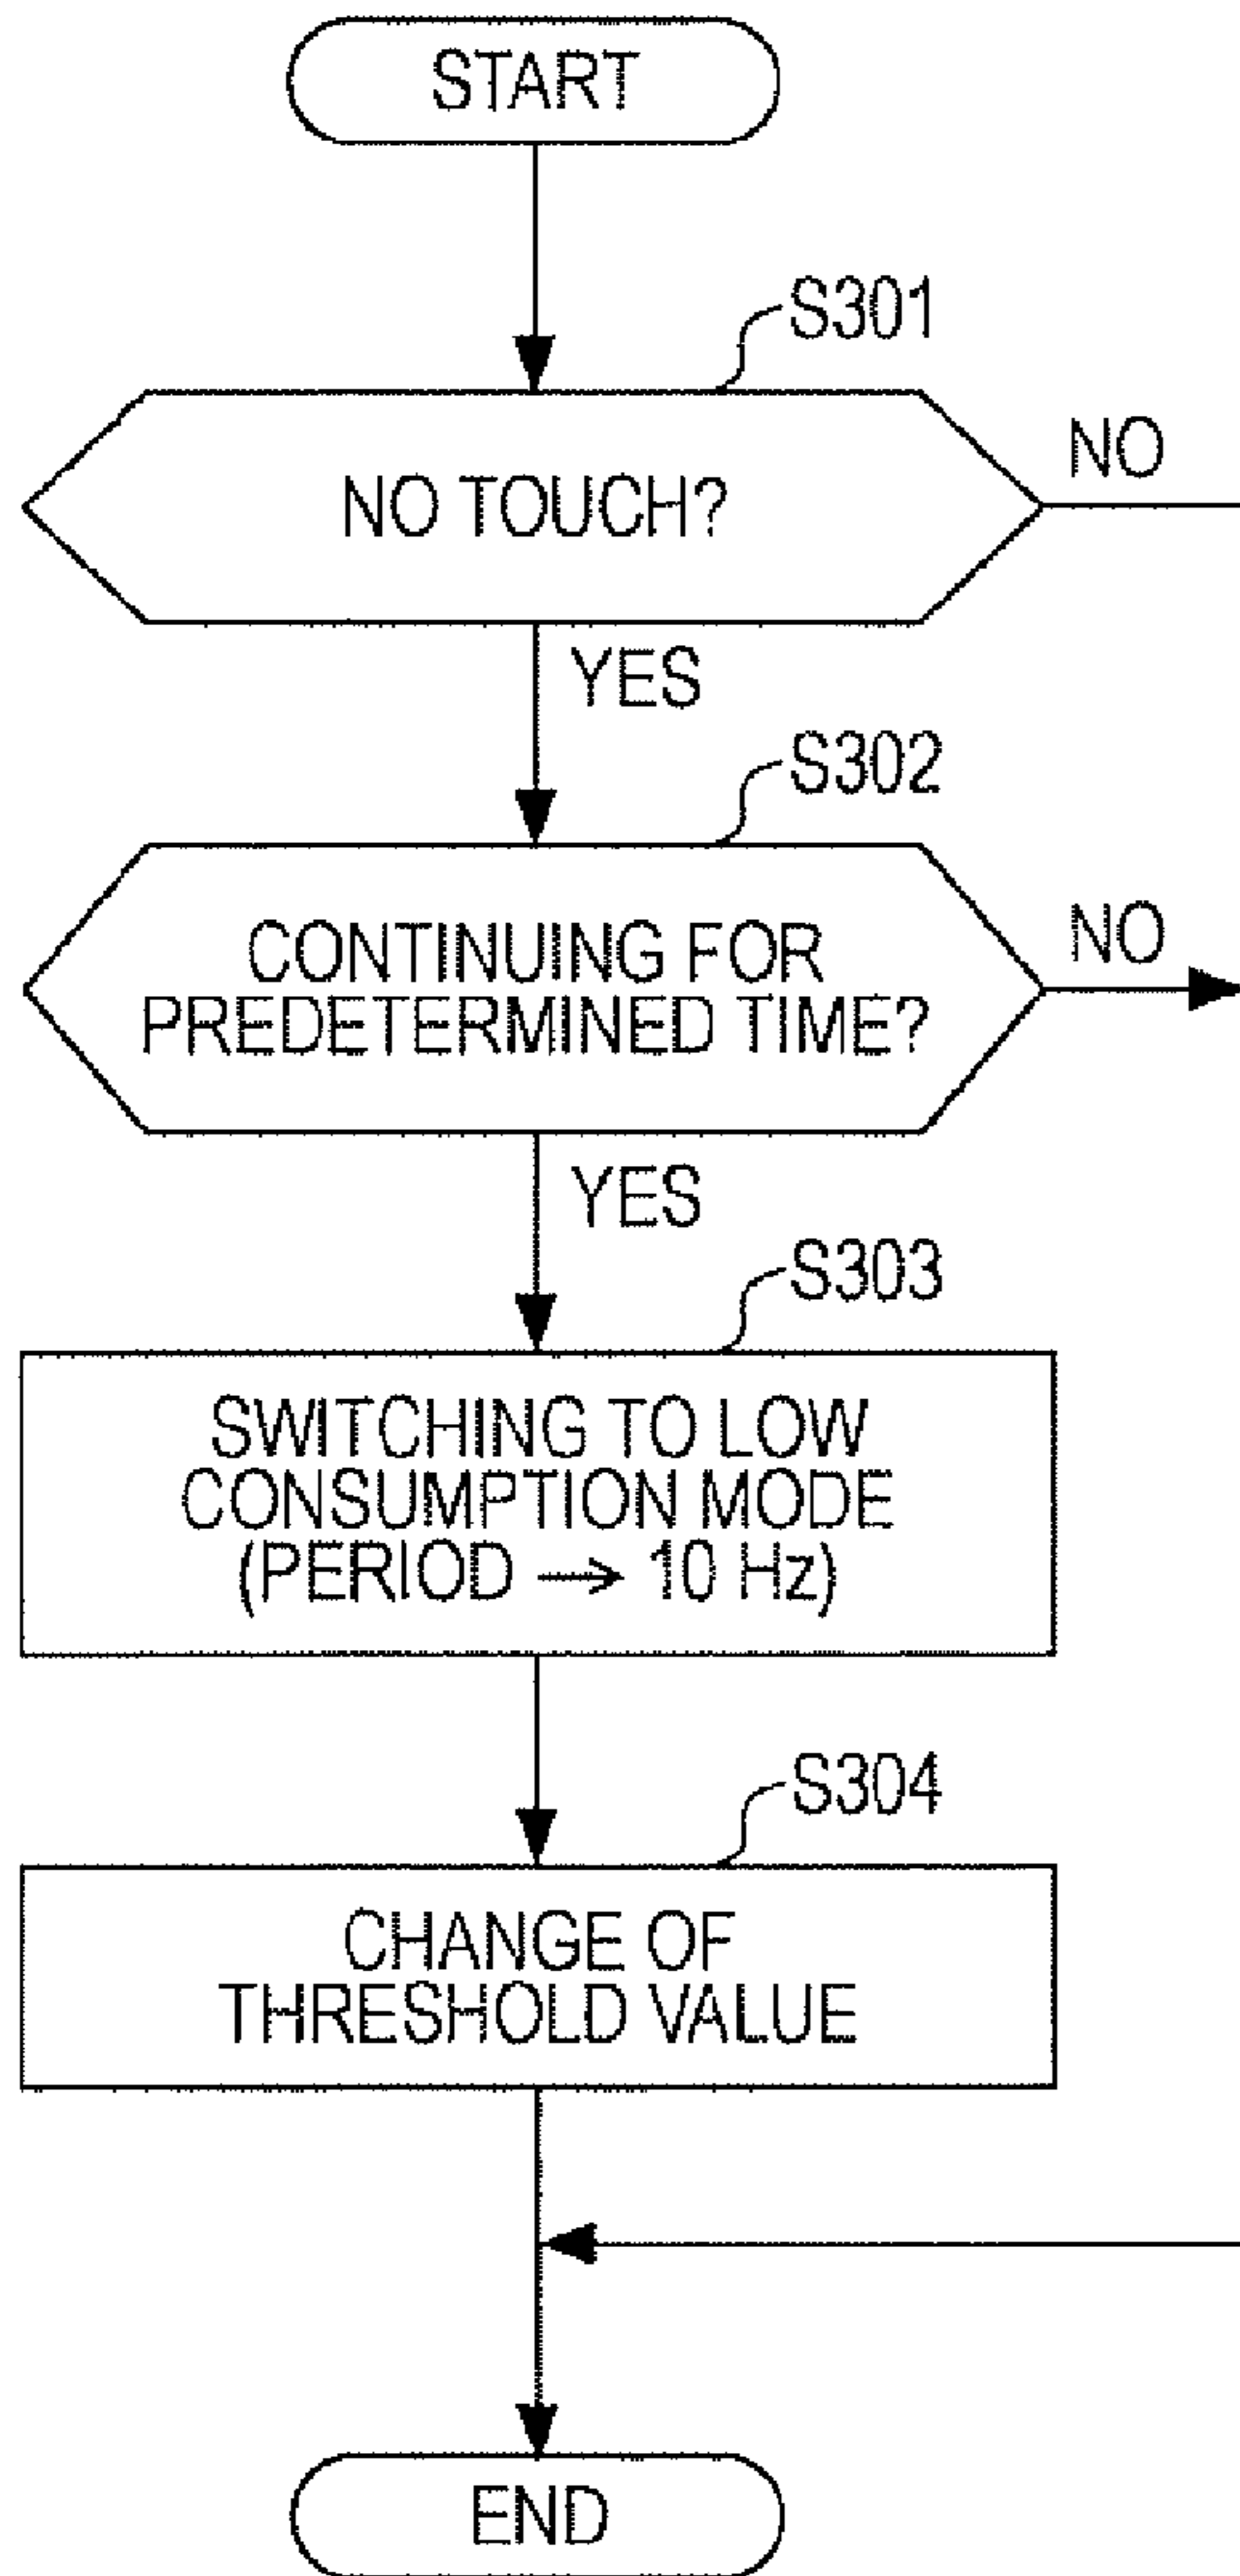 START
S301
NO TOUCH?
NO
YES
S302
CONTINUING FOR
PREDETERMINED TIME?
NO
YES
S303
SWITCHING TO LOW
CONSUMPTION MODE
(PERIOD → 10 Hz)
S304
CHANGE OF
THRESHOLD VALUE
END